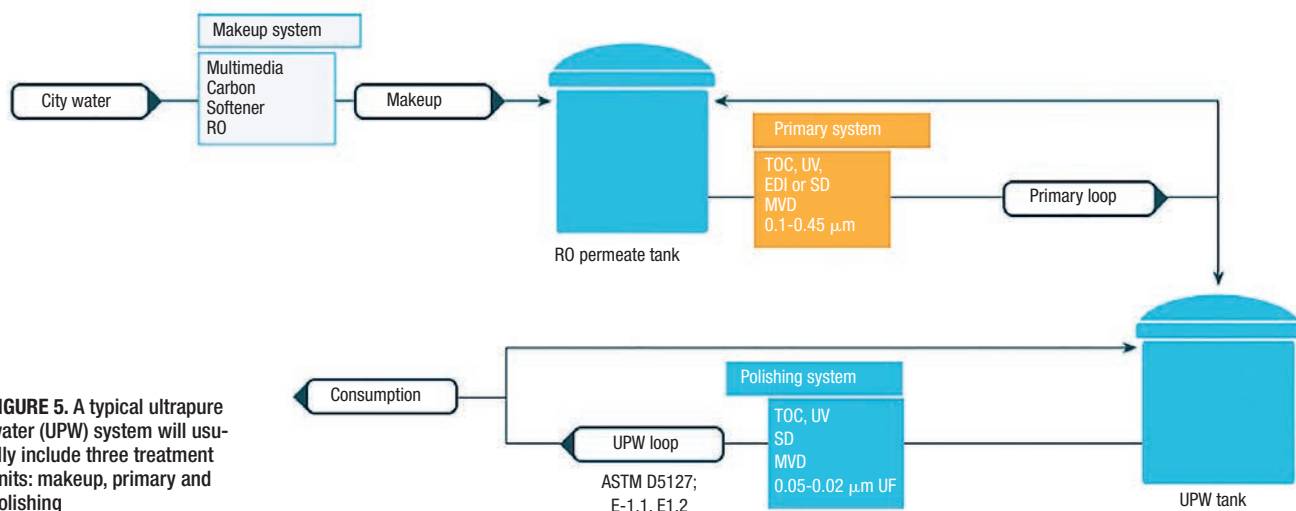 Makeup system
Multimedia
Carbon
Softener
RO
City water
Makeup
Primary system
TOC, UV,
EDI or SD
MVD
0.1-0.45 μm
Primary loop
RO permeate tank
Consumption
Polishing system
TOC, UV
SD
MVD
0.05-0.02 μm UF
UPW loop
ASTM D5127;
E-1.1, E1.2
UPW tank
IGURE 5. A typical ultrapure
water (UPW) system will usu-
lly include three treatment
nits: makeup, primary and
olishing